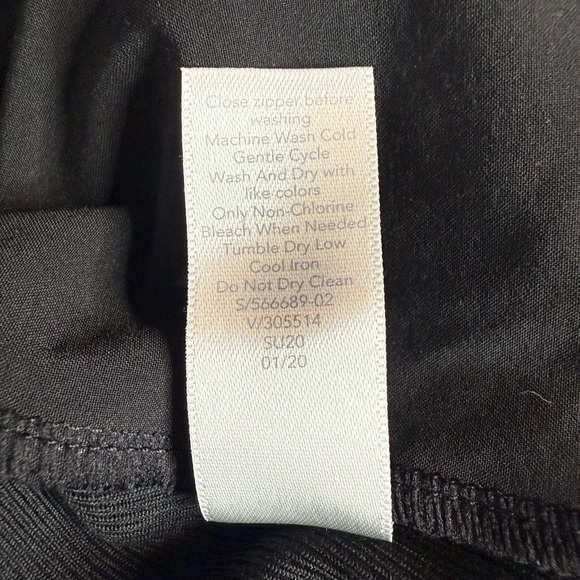 Close zipper before
washing
Machine Wash Cold
Gentle Cycle
Wash And Dry with
like colors
Only Non-Chlorine
Bleach When Needed
Tumble Dry Low
Cool Iron
Do Not Dry Clean
S/566689-02
V/305514
SU20
01/20